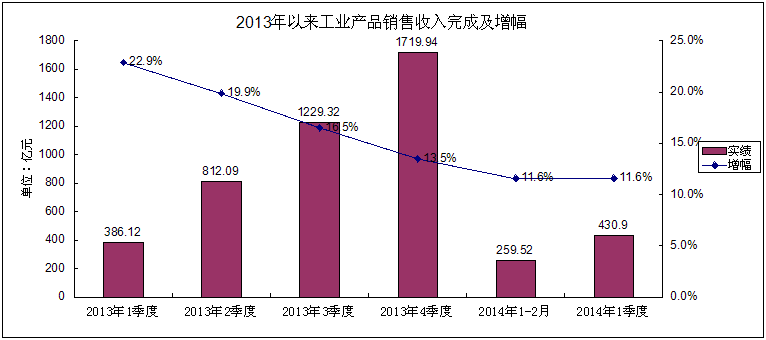 2013年以来工业产品销售收入完成及增幅
单位：亿元
1800
1600
1400
1200
1000
800
600
400
200
0
25.0%
20.0%
15.0%
10.0%
5.0%
0.0%
386.12
812.09
1229.32
1719.94
259.52
430.9
22.9%
19.9%
16.5%
13.5%
11.6%
11.6%
2013年1季度
2013年2季度
2013年3季度
2013年4季度
2014年1-2月
2014年1季度
实绩
增幅